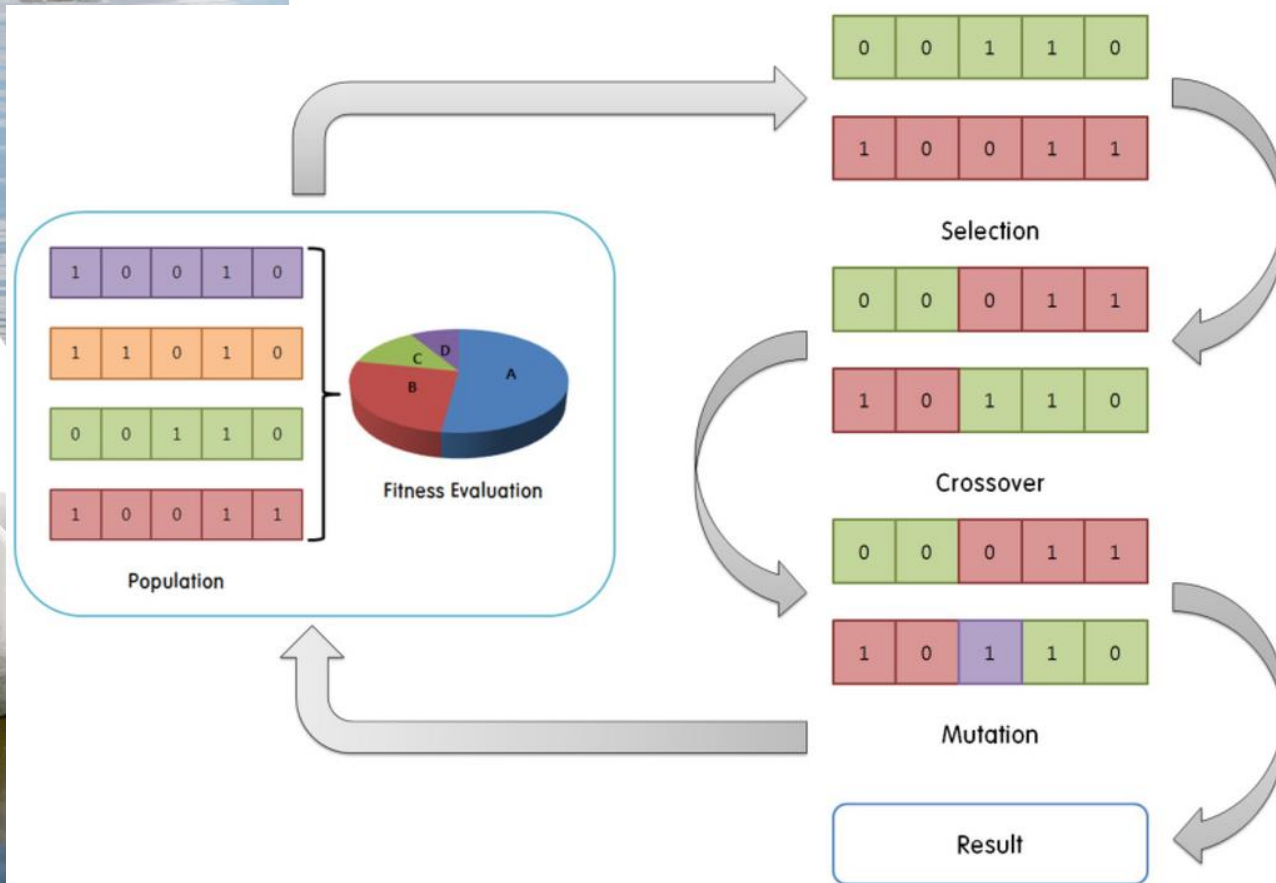 1 0 0 1 0
1 1 0 1 0
0 0 1 1 0
1 0 0 1 1
Population
A
B
C
D
Fitness Evaluation
0 0 1 1 0
1 0 0 1 1
Selection
0 0 0 1 1
1 0 1 1 0
Crossover
0 0 0 1 1
1 0 1 1 0
Mutation
Result